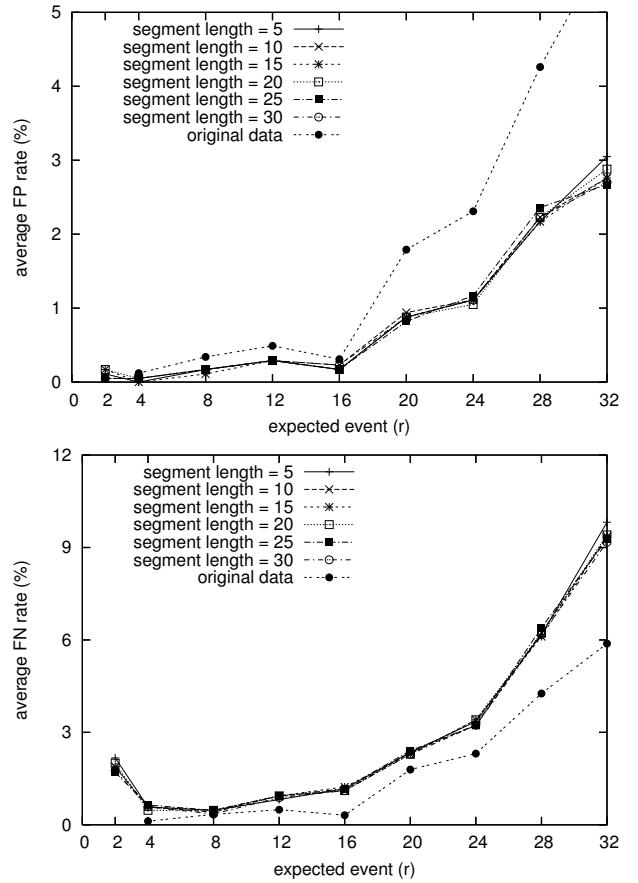 5
4
3
2
1
0
average FP rate (%)
segment length = 5
segment length = 10
segment length = 15
segment length = 20
segment length = 25
segment length = 30
original data
0 2 4 8 12 16 20 24 28 32
expected event (r)
12
9
6
3
0
average FN rate (%)
segment length = 5
segment length = 10
segment length = 15
segment length = 20
segment length = 25
segment length = 30
original data
0 2 4 8 12 16 20 24 28 32
expected event (r)